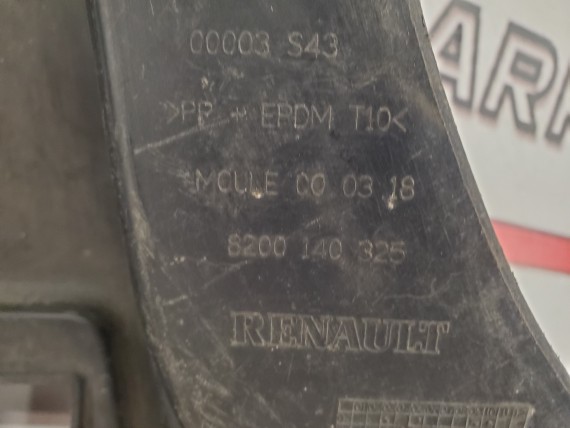 00003 S43
>PP + EPDM T10<
MOULE 00 03 18
8200 140 325
RENAULT